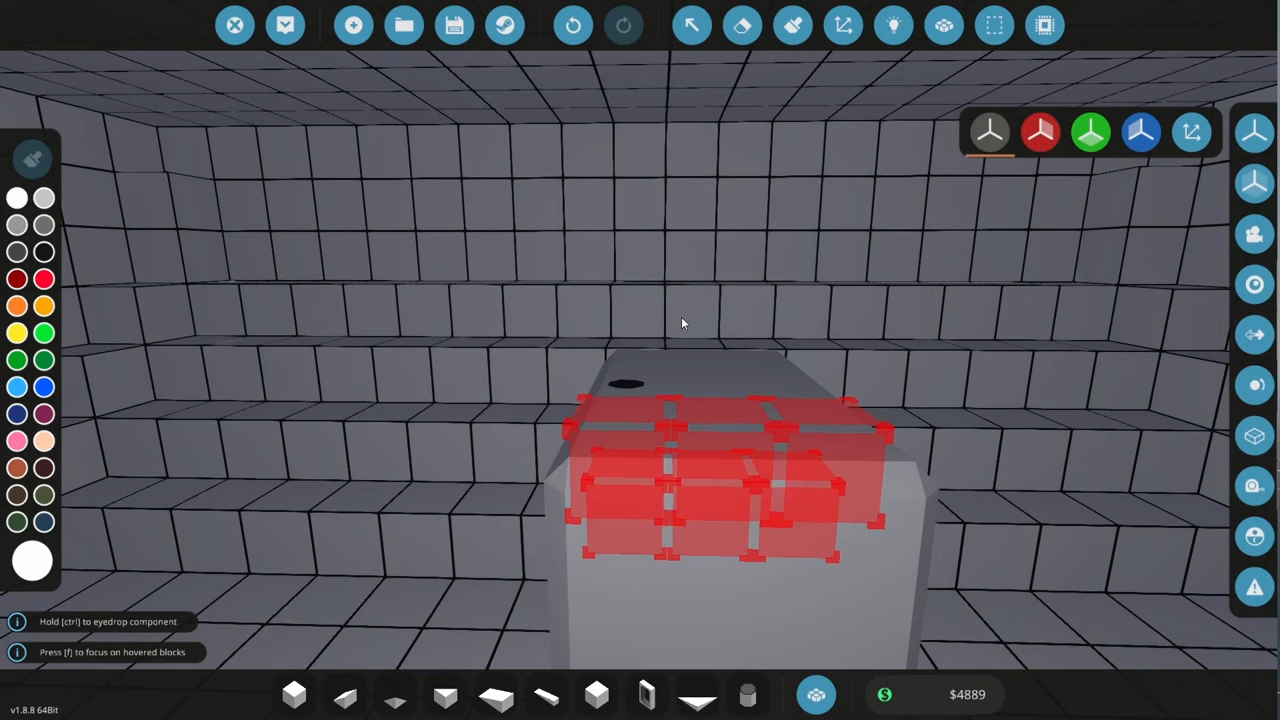 Hold [ctrl] to eyedrop component
Press [f] to focus on hovered blocks
$ $4889
v1.8.8 64Bit